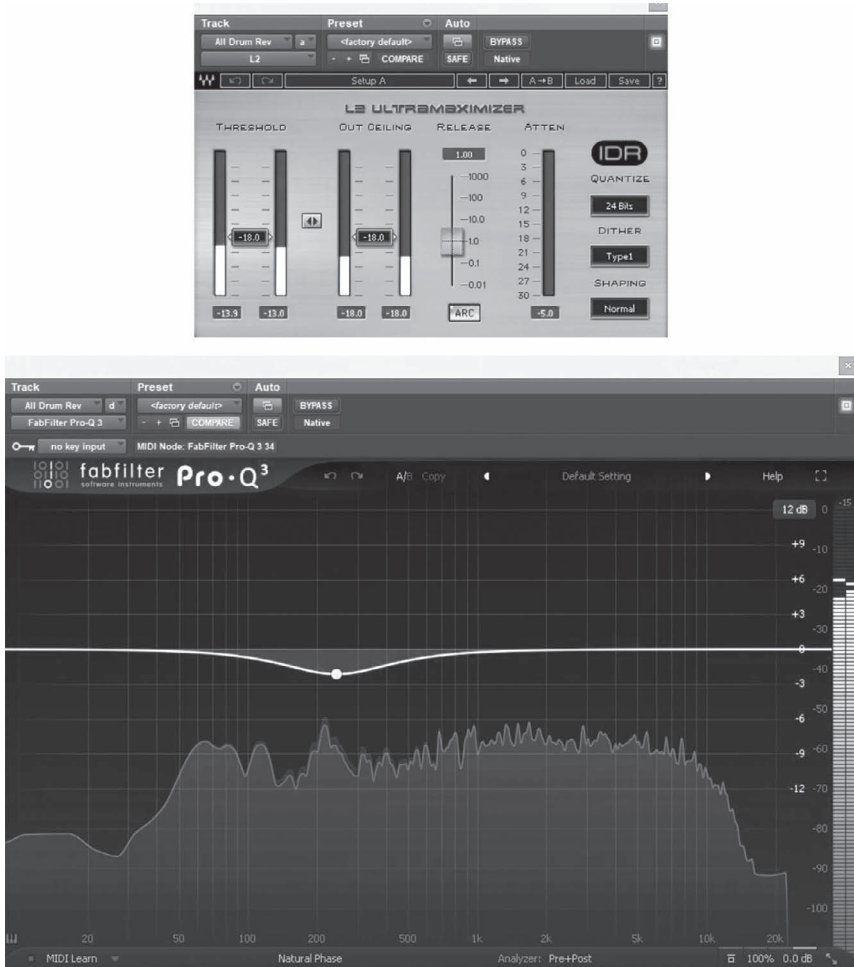 Track Preset Auto
All Drum Rev a <factory default> BYPASS
L2 - + COMPARE SAFE Native
Setup A A→B Load Save ?
L2 ULTRAMAXIMIZER
THRESHOLD OUT CEILING RELEASE ATTEN
IDR
1.00
QUANTIZE
24 Bits
DITHER
Type1
SHAPING
Normal
-18.0 -18.0
1000
100
10.0
1.0
0.1
0.01
0
3
6
9
12
15
18
21
24
27
30
-13.9 -13.0 -18.0 -18.0 ARC -5.0
Track Preset Auto
All Drum Rev d <factory default> BYPASS
FabFilter Pro-Q 3 - + COMPARE SAFE Native
no key input MIDI Node: FabFilter Pro-Q 3 34
fabfilter Pro·Q³ A/B Copy Default Setting Help
software instruments
12 dB 0 -15
+9 -10
+6 -20
+3 -30
0 -40
-3
-6 -50
-9 -60
-12 -70
-80
-90
-100
20 50 100 200 500 1k 2k 5k 10k 20k
MIDI Learn Natural Phase Analyzer: Pre+Post 100% 0.0 dB